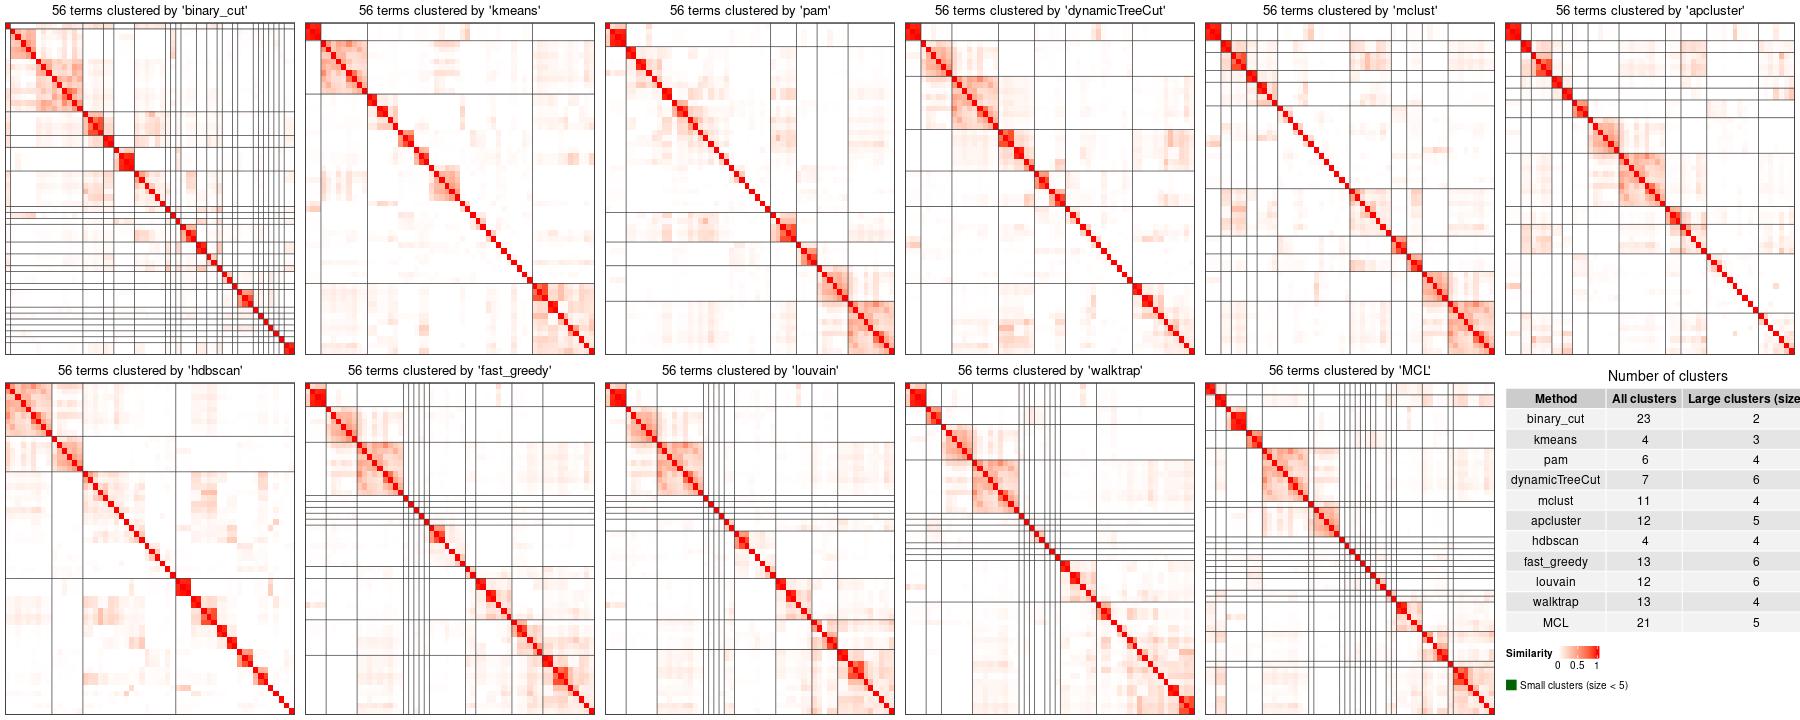 56 terms clustered by 'binary_cut'
56 terms clustered by 'kmeans'
56 terms clustered by 'pam'
56 terms clustered by 'dynamicTreeCut'
56 terms clustered by 'mclust'
56 terms clustered by 'apcluster'
56 terms clustered by 'hdbscan'
56 terms clustered by 'fast_greedy'
56 terms clustered by 'louvain'
56 terms clustered by 'walktrap'
56 terms clustered by 'MCL'
Number of clusters
Method All clusters Large clusters (size
binary_cut 23 2
kmeans 4 3
pam 6 4
dynamicTreeCut 7 6
mclust 11 4
apcluster 12 5
hdbscan 4 4
fast_greedy 13 6
louvain 12 6
walktrap 13 4
MCL 21 5
Similarity
0 0.5 1
Small clusters (size < 5)